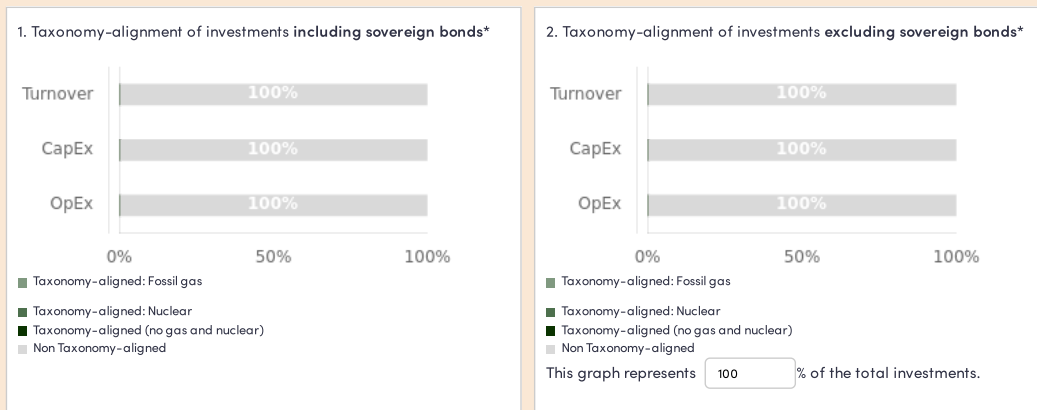 1. Taxonomy-alignment of investments including sovereign bonds*
Turnover
100%
CapEx
100%
OpEx
100%
0% 50% 100%
Taxonomy-aligned: Fossil gas
Taxonomy-aligned: Nuclear
Taxonomy-aligned (no gas and nuclear)
Non Taxonomy-aligned
2. Taxonomy-alignment of investments excluding sovereign bonds*
Turnover
100%
CapEx
100%
OpEx
100%
0% 50% 100%
Taxonomy-aligned: Fossil gas
Taxonomy-aligned: Nuclear
Taxonomy-aligned (no gas and nuclear)
Non Taxonomy-aligned
This graph represents 100 % of the total investments.